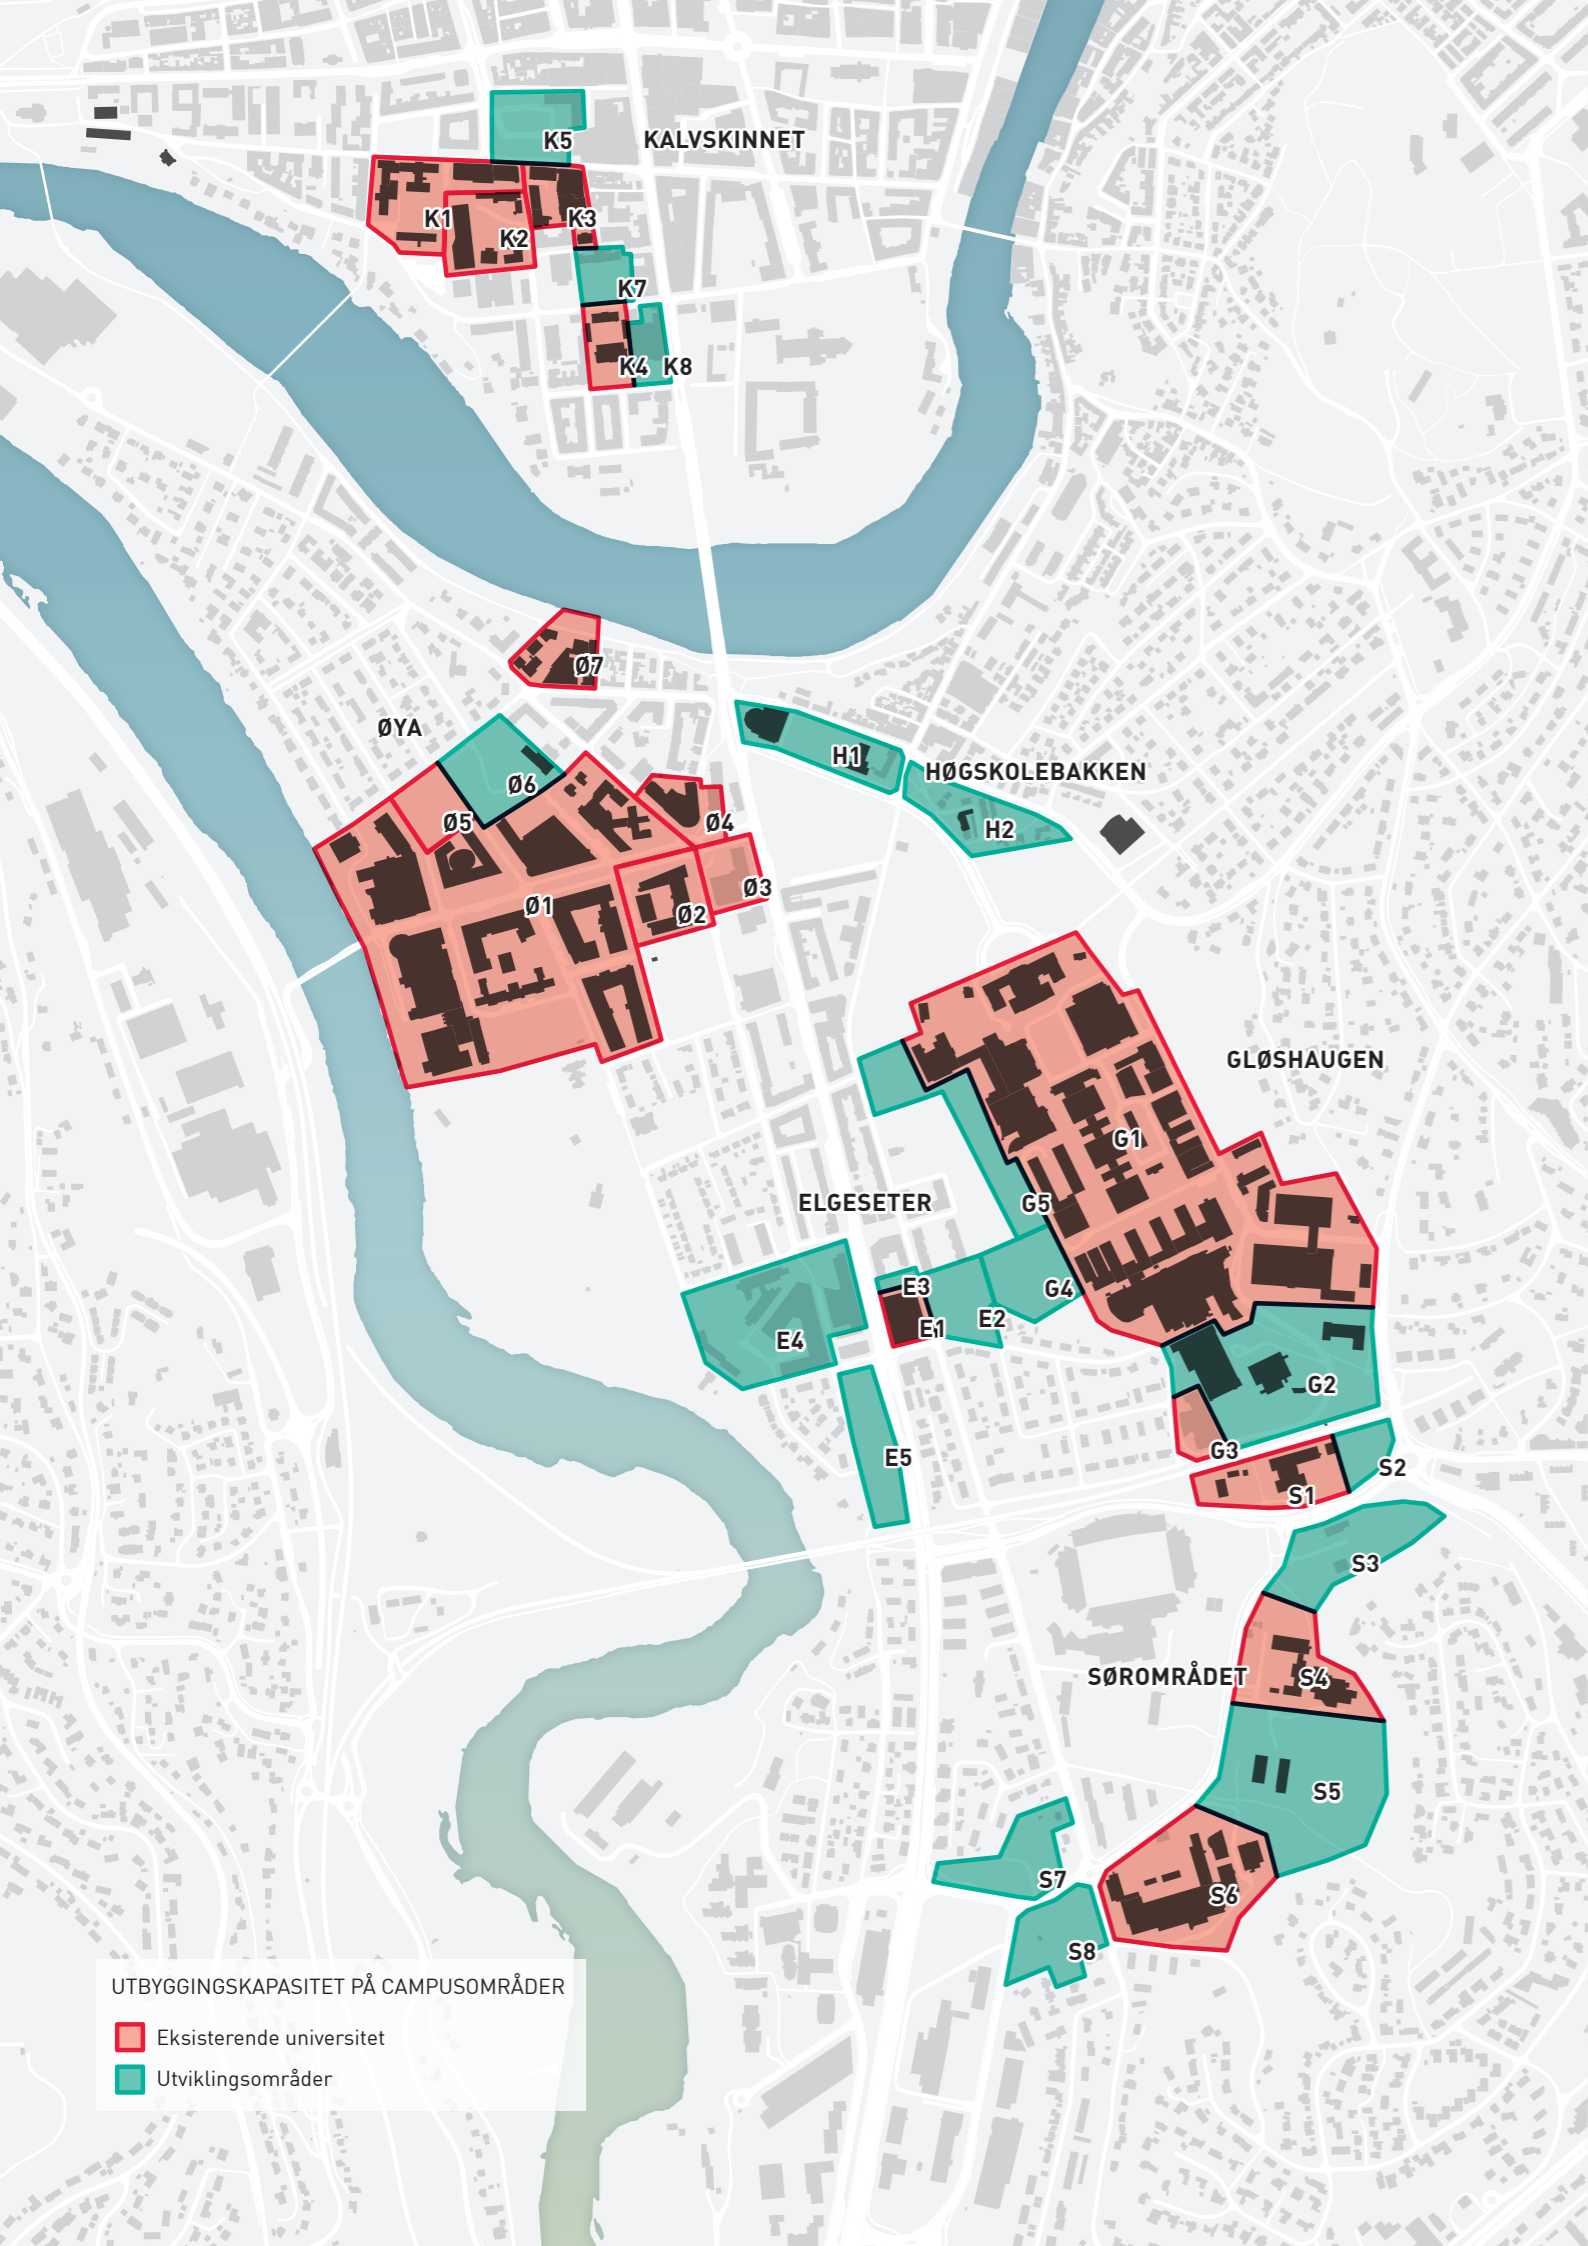 K5
KALVSKINNET
K1
K3
K2
K7
K4
K8
Ø7
ØYA
H1
HØGSKOLEBAKKEN
Ø6
Ø5
Ø4
H2
Ø3
Ø1
Ø2
GLØSHAUGEN
G1
ELGESETER
G5
E3
G4
E1
E2
E4
G2
G3
E5
S2
S1
S3
SØROMRÅDET
S4
S5
S7
S6
S8
UTBYGGINGSKAPASITET PÅ CAMPUSOMRÅDER
Eksisterende universitet
Utviklingsområder